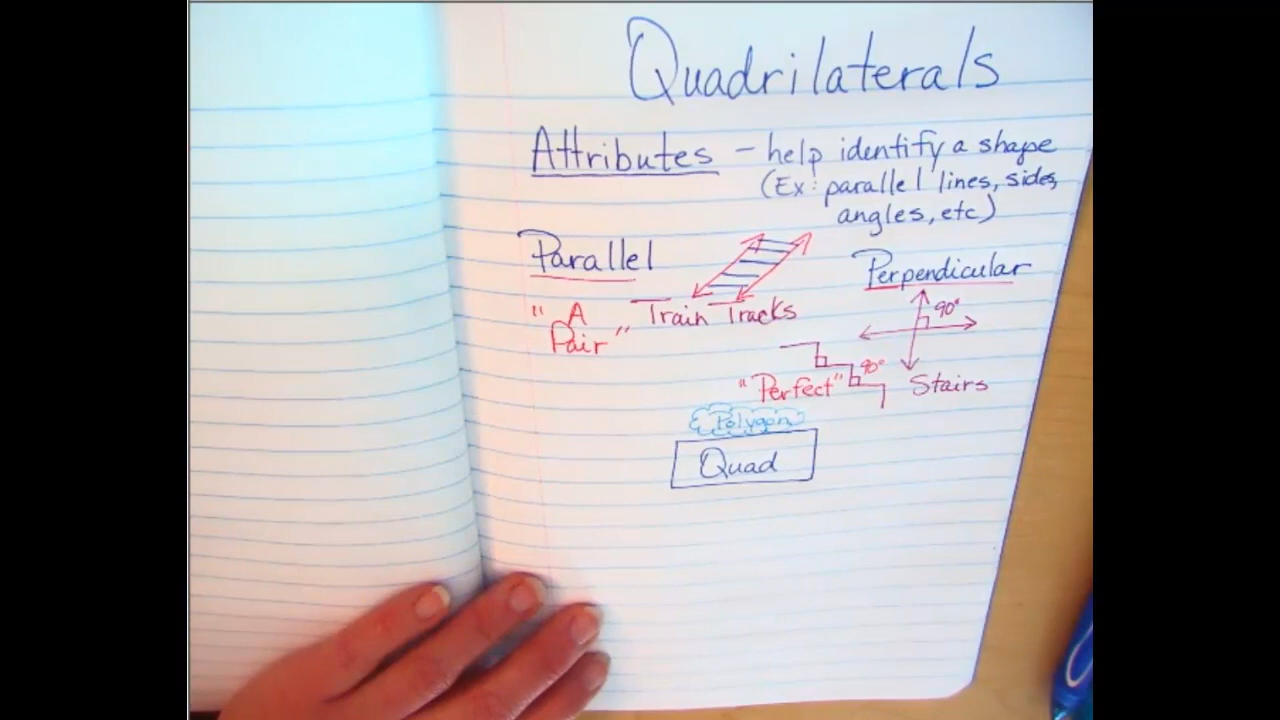 Quadrilaterals
Attributes - help identify a shape
(Ex: parallel lines, sides,
angles, etc)
Parallel
Perpendicular
90°
" A
Pair "
Train Tracks
90°
"Perfect"
Stairs
Polygon
Quad